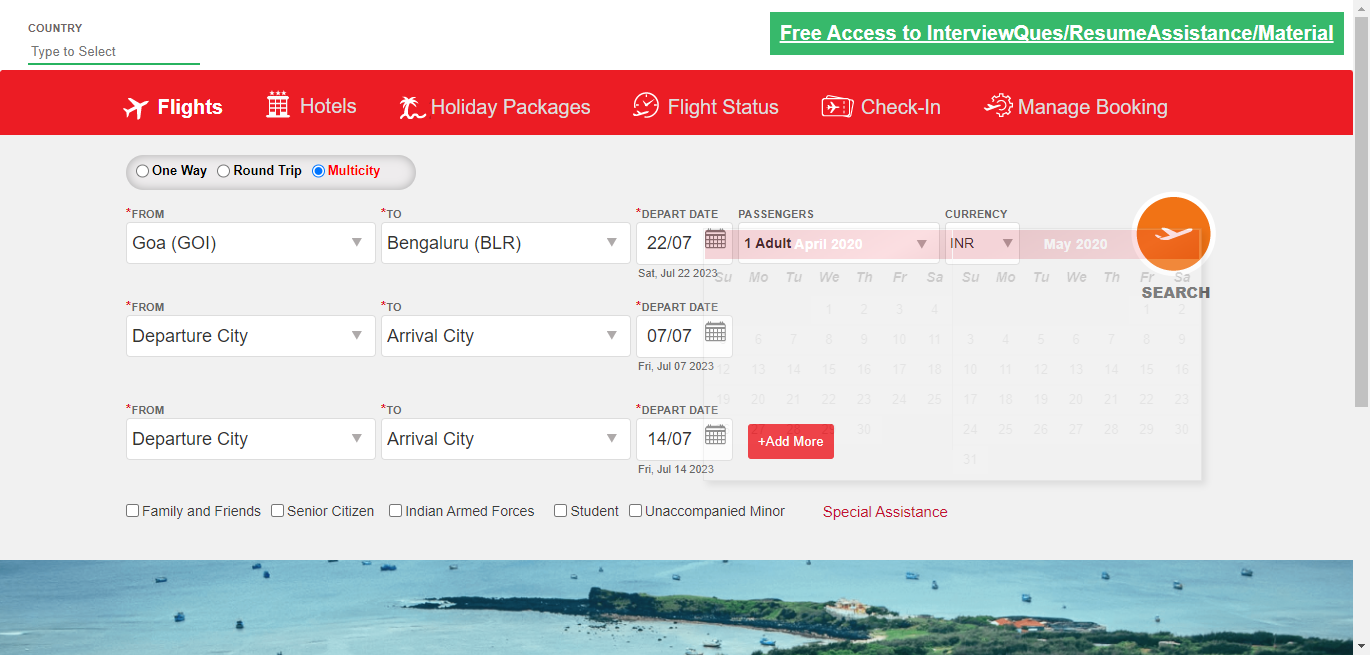 COUNTRY
Type to Select
Free Access to InterviewQues/ResumeAssistance/Material
Flights Hotels Holiday Packages Flight Status Check-In Manage Booking
One Way Round Trip Multicity
*FROM *TO *DEPART DATE PASSENGERS CURRENCY
Goa (GOI) Bengaluru (BLR) 22/07 1 Adult April 2020 INR May 2020
Sat, Jul 22 2023
Su Mo Tu We Th Fr Sa Su Mo Tu We Th Fr Sa
SEARCH
*FROM *TO *DEPART DATE 1 2 3 4 1 2
Departure City Arrival City 07/07 6 7 8 9 10 11 3 4 5 6 7 8 9
Fri, Jul 07 2023 12 13 14 15 16 17 18 10 11 12 13 14 15 16
19 20 21 22 23 24 25 17 18 19 20 21 22 23
*FROM *TO *DEPART DATE
Departure City Arrival City 14/07 27 28 29 30 24 25 26 27 28 29 30
+Add More
31
Fri, Jul 14 2023
Family and Friends Senior Citizen Indian Armed Forces Student Unaccompanied Minor Special Assistance